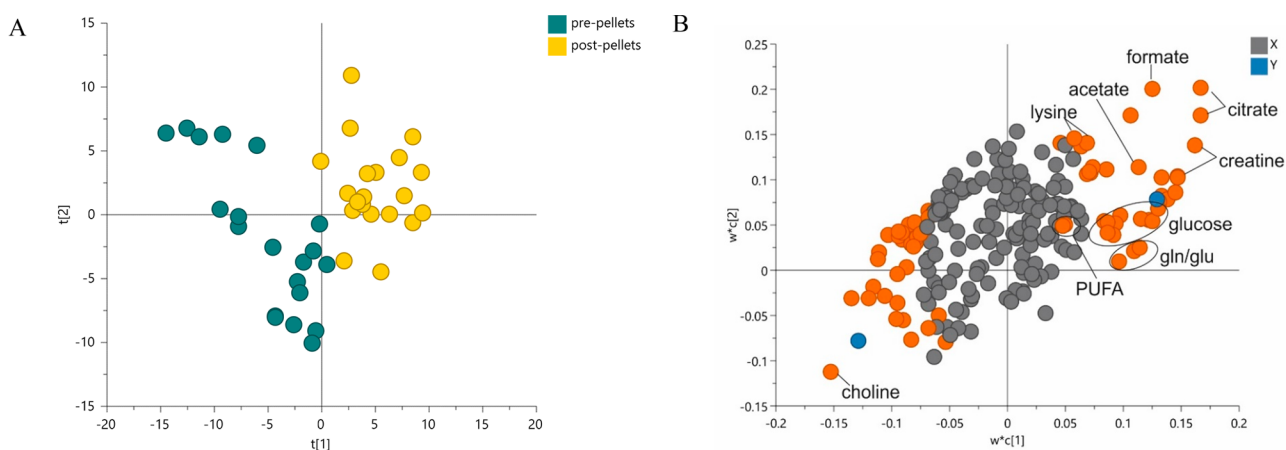 A
pre-pellets
post-pellets
15
10
5
0
-5
-10
-15
t[2]
-20
-15
-10
-5
0
5
10
15
20
t[1]
B
X
Y
0.25
0.2
0.15
0.1
0.05
0
-0.05
-0.1
-0.15
w*c[2]
formate
acetate
citrate
lysine
creatine
glucose
gln/glu
PUFA
choline
-0.2
-0.15
-0.1
-0.05
0
0.05
0.1
0.15
0.2
w*c[1]